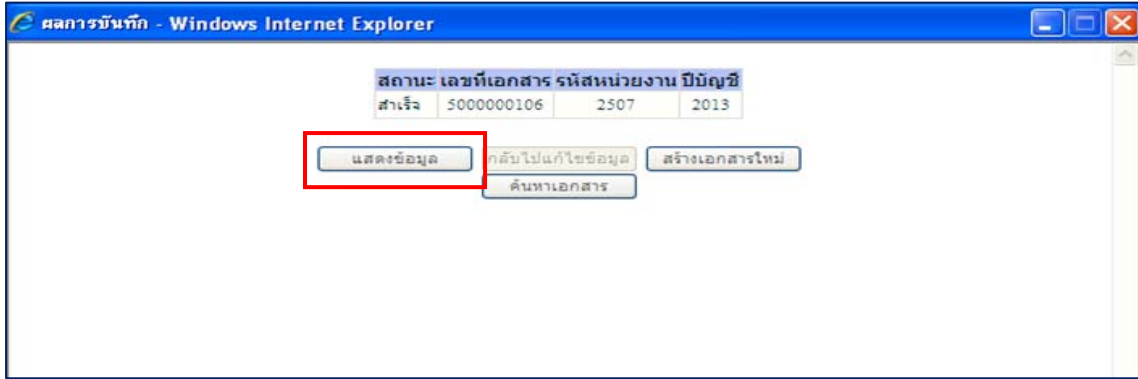 ผลการบันทึก - Windows Internet Explorer
สถานะ เลขที่เอกสาร รหัสหน่วยงาน ปีบัญชี
สำเร็จ 5000000106 2507 2013
แสดงข้อมูล กลับไปแก้ไขข้อมูล สร้างเอกสารใหม่
ค้นหาเอกสาร